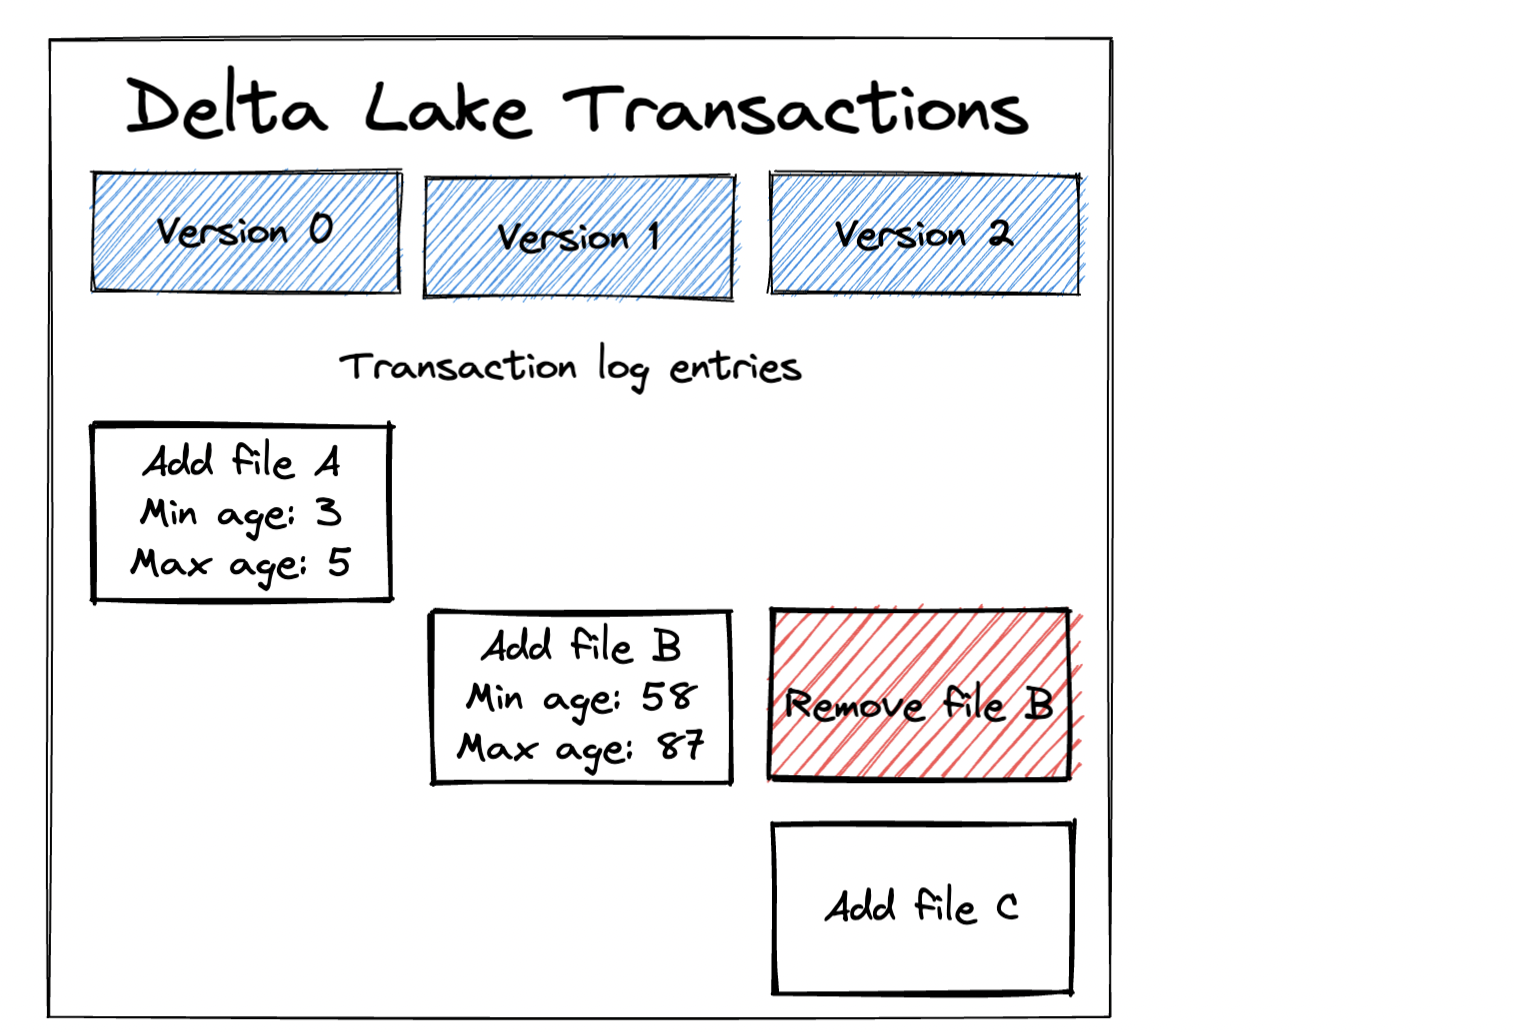 Delta Lake Transactions
Version 0
Version 1
Version 2
Transaction log entries
Add file A
Min age: 3
Max age: 5
Add file B
Min age: 58
Max age: 87
Remove file B
Add file C